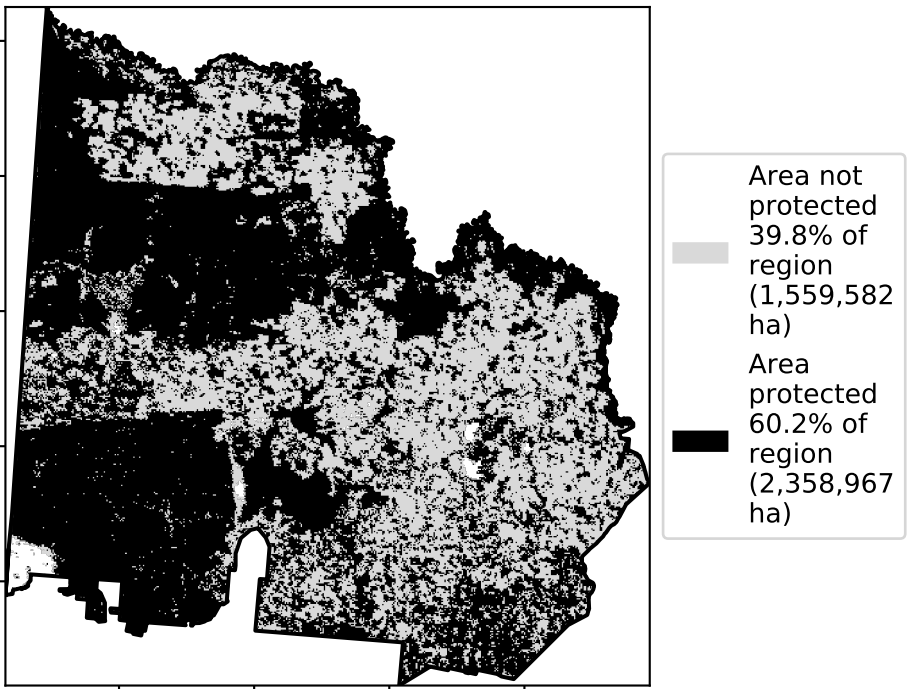 Area not
protected
39.8% of
region
(1,559,582
ha)
Area
protected
60.2% of
region
(2,358,967
ha)